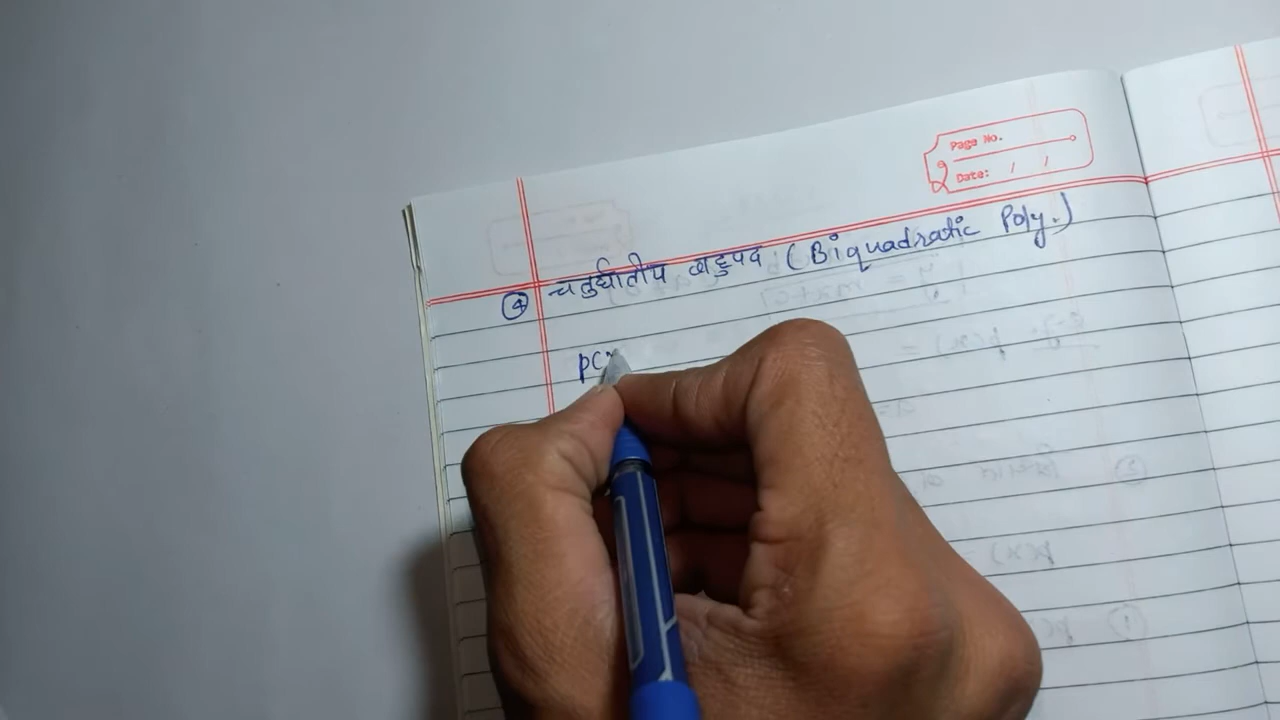 Page No.
Date: / /
④ चतुर्घातीय बहुपद (Biquadratic Poly.)
p(x